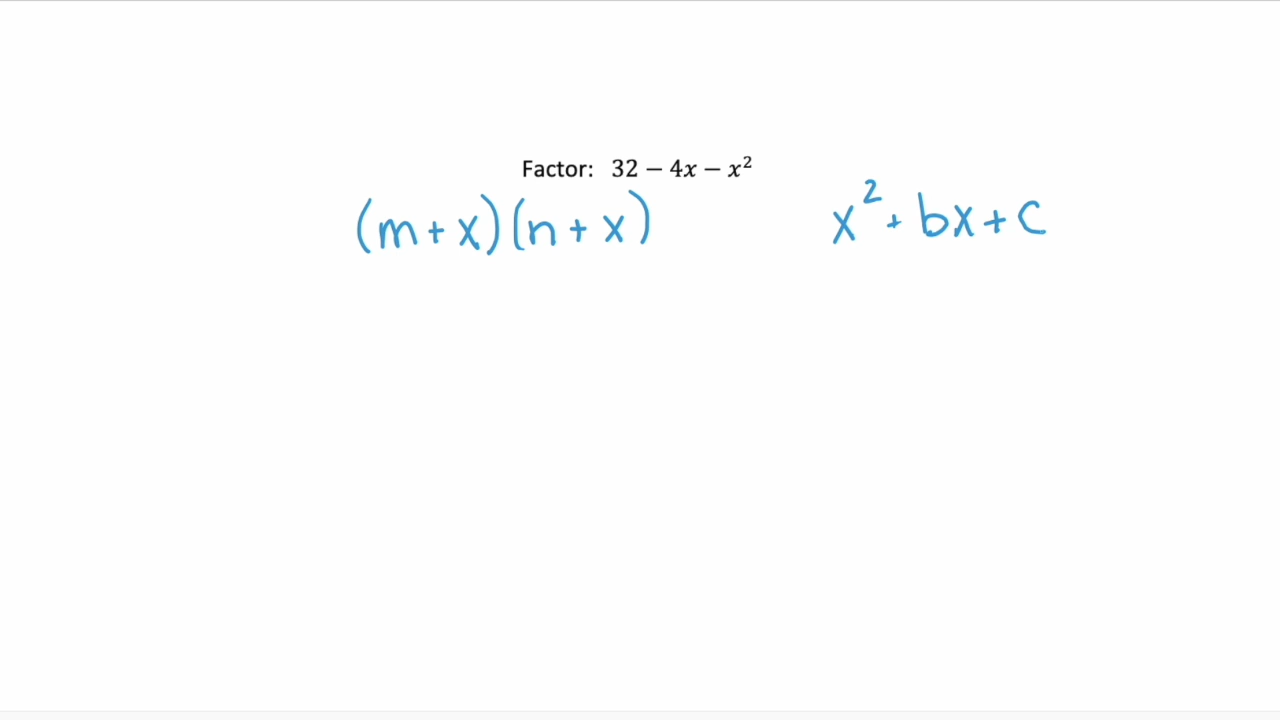 Factor: 32 − 4x − x²
(m + x)(n + x)
x² + bx + c